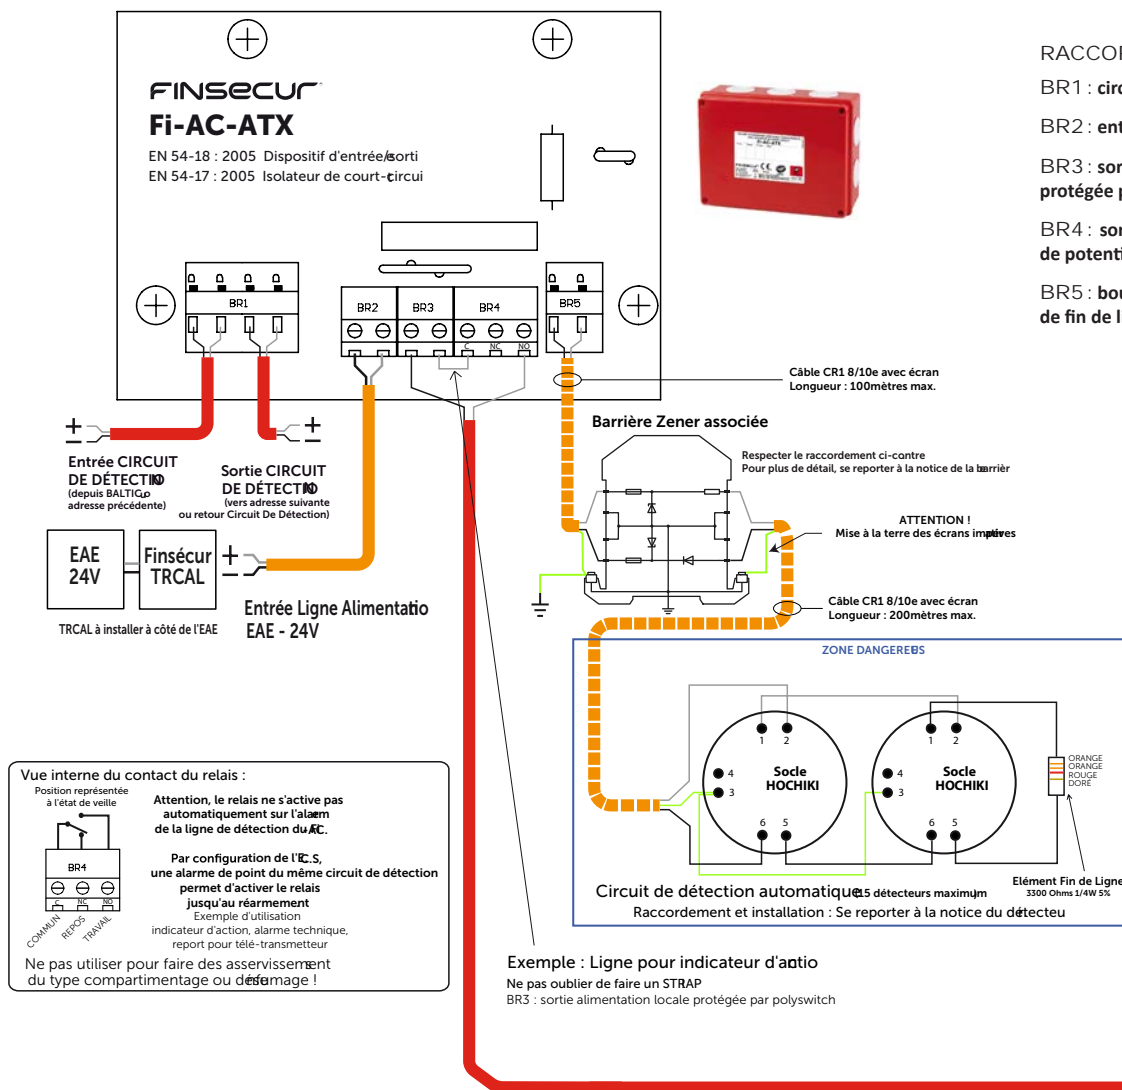 FINSECUR
Fi-AC-ATX
EN 54-18 : 2005 Dispositif d'entrée/sorti
EN 54-17 : 2005 Isolateur de court-circui
BR1
BR2
BR3
BR4
BR5
C
NC
NO
Fi-AC-ATX
FINSECUR
CE
RACCOR
BR1 : circ
BR2 : ent
BR3 : sor
protégée p
BR4 : sor
de potenti
BR5 : bou
de fin de l
Câble CR1 8/10e avec écran
Longueur : 100mètres max.
+
−
+
−
Entrée CIRCUIT
DE DÉTECTIO
(depuis BALTIC
adresse précédente)
Sortie CIRCUIT
DE DÉTECTIO
(vers adresse suivante
ou retour Circuit De Détection)
Barrière Zener associée
Respecter le raccordement ci-contre
Pour plus de détail, se reporter à la notice de la barrièr
ATTENTION !
Mise à la terre des écrans
EAE
24V
Finsécur
TRCAL
+
−
TRCAL à installer à côté de l'EAE
Entrée Ligne Alimentatio
EAE - 24V
Câble CR1 8/10e avec écran
Longueur : 200mètres max.
ZONE DANGEREUS
1
2
4
3
6
5
Socle
HOCHIKI
1
2
4
3
6
5
Socle
HOCHIKI
ORANGE
ORANGE
ROUGE
DORÉ
Elément Fin de Ligne
3300 Ohms 1/4W 5%
Circuit de détection automatique (15 détecteurs maximum)
Raccordement et installation : Se reporter à la notice du détecteu
Vue interne du contact du relais :
Position représentée
à l'état de veille
BR4
C
NC
NO
COMMUN
REPOS
TRAVAIL
Attention, le relais ne s'active pas
automatiquement sur l'alarm
de la ligne de détection du Fi-AC.
Par configuration de l'E.C.S,
une alarme de point du même circuit de détection
permet d'activer le relais
jusqu'au réarmement
Exemple d'utilisation
indicateur d'action, alarme technique,
report pour télé-transmetteur
Ne pas utiliser pour faire des asservissement
du type compartimentage ou désenfumage !
Exemple : Ligne pour indicateur d'actio
Ne pas oublier de faire un STRAP
BR3 : sortie alimentation locale protégée par polyswitch